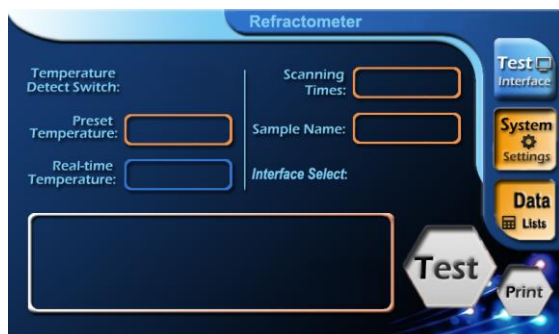 Refractometer
Temperature
Detect Switch:
Preset
Temperature:
Real-time
Temperature:
Scanning
Times:
Sample Name:
Interface Select:
Test
Interface
System
Settings
Data
Lists
Test
Print